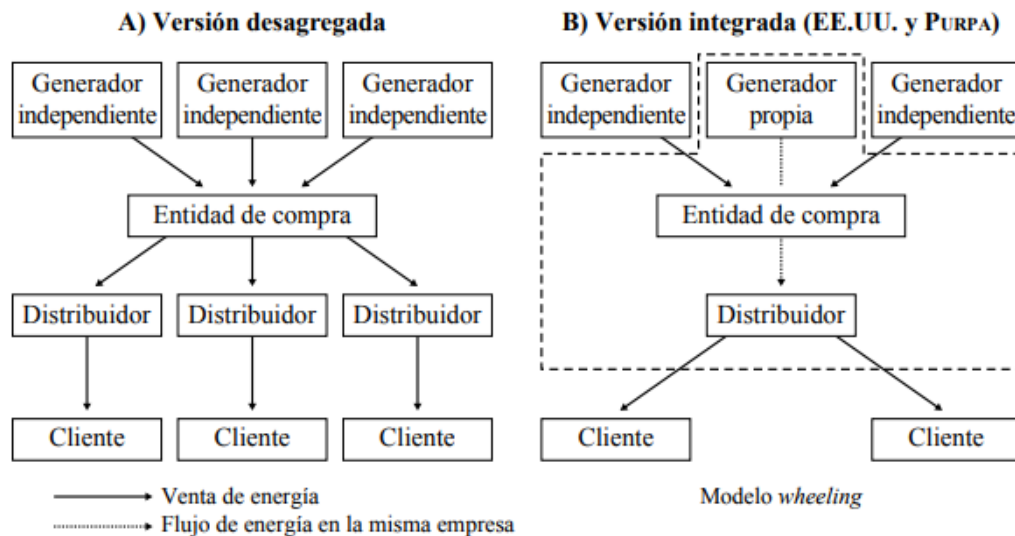 A) Versión desagregada
Generador
independiente
Generador
independiente
Generador
independiente
Entidad de compra
Distribuidor
Distribuidor
Distribuidor
Cliente
Cliente
Cliente
B) Versión integrada (EE.UU. y PURPA)
Generador
independiente
Generador
propia
Generador
independiente
Entidad de compra
Distribuidor
Cliente
Cliente
Venta de energía
Flujo de energía en la misma empresa
Modelo wheeling